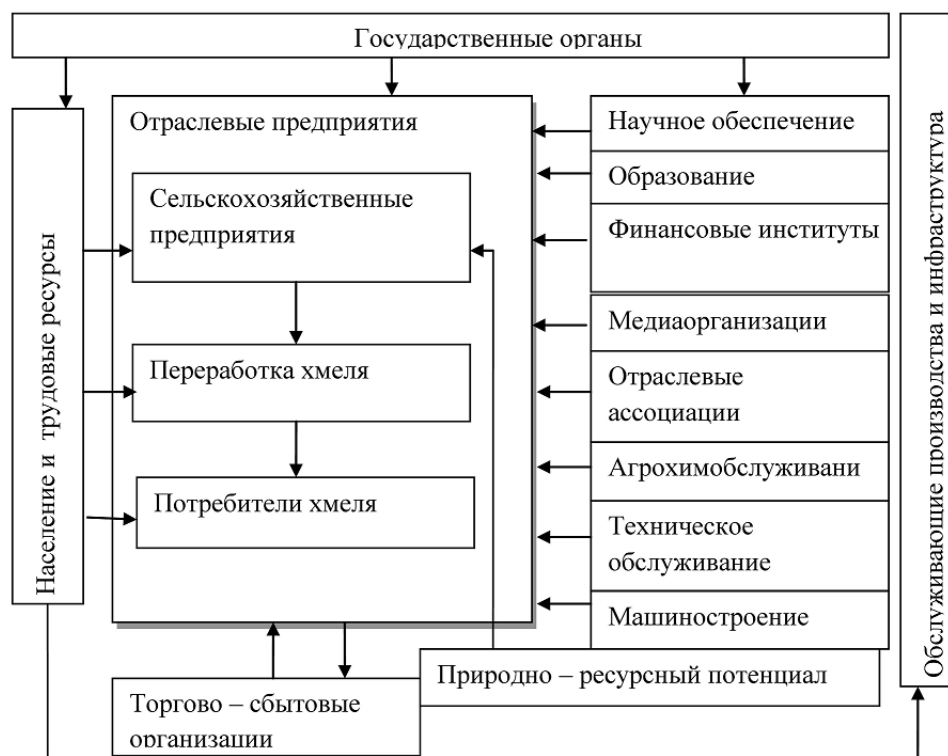 Государственные органы
Население и трудовые ресурсы
Отраслевые предприятия
Сельскохозяйственные
предприятия
Переработка хмеля
Потребители хмеля
Научное обеспечение
Образование
Финансовые институты
Медиаорганизации
Отраслевые
ассоциации
Агрохимобслуживани
Техническое
обслуживание
Машиностроение
Природно – ресурсный потенциал
Торгово – сбытовые
организации
Обслуживающие производства и инфраструктура